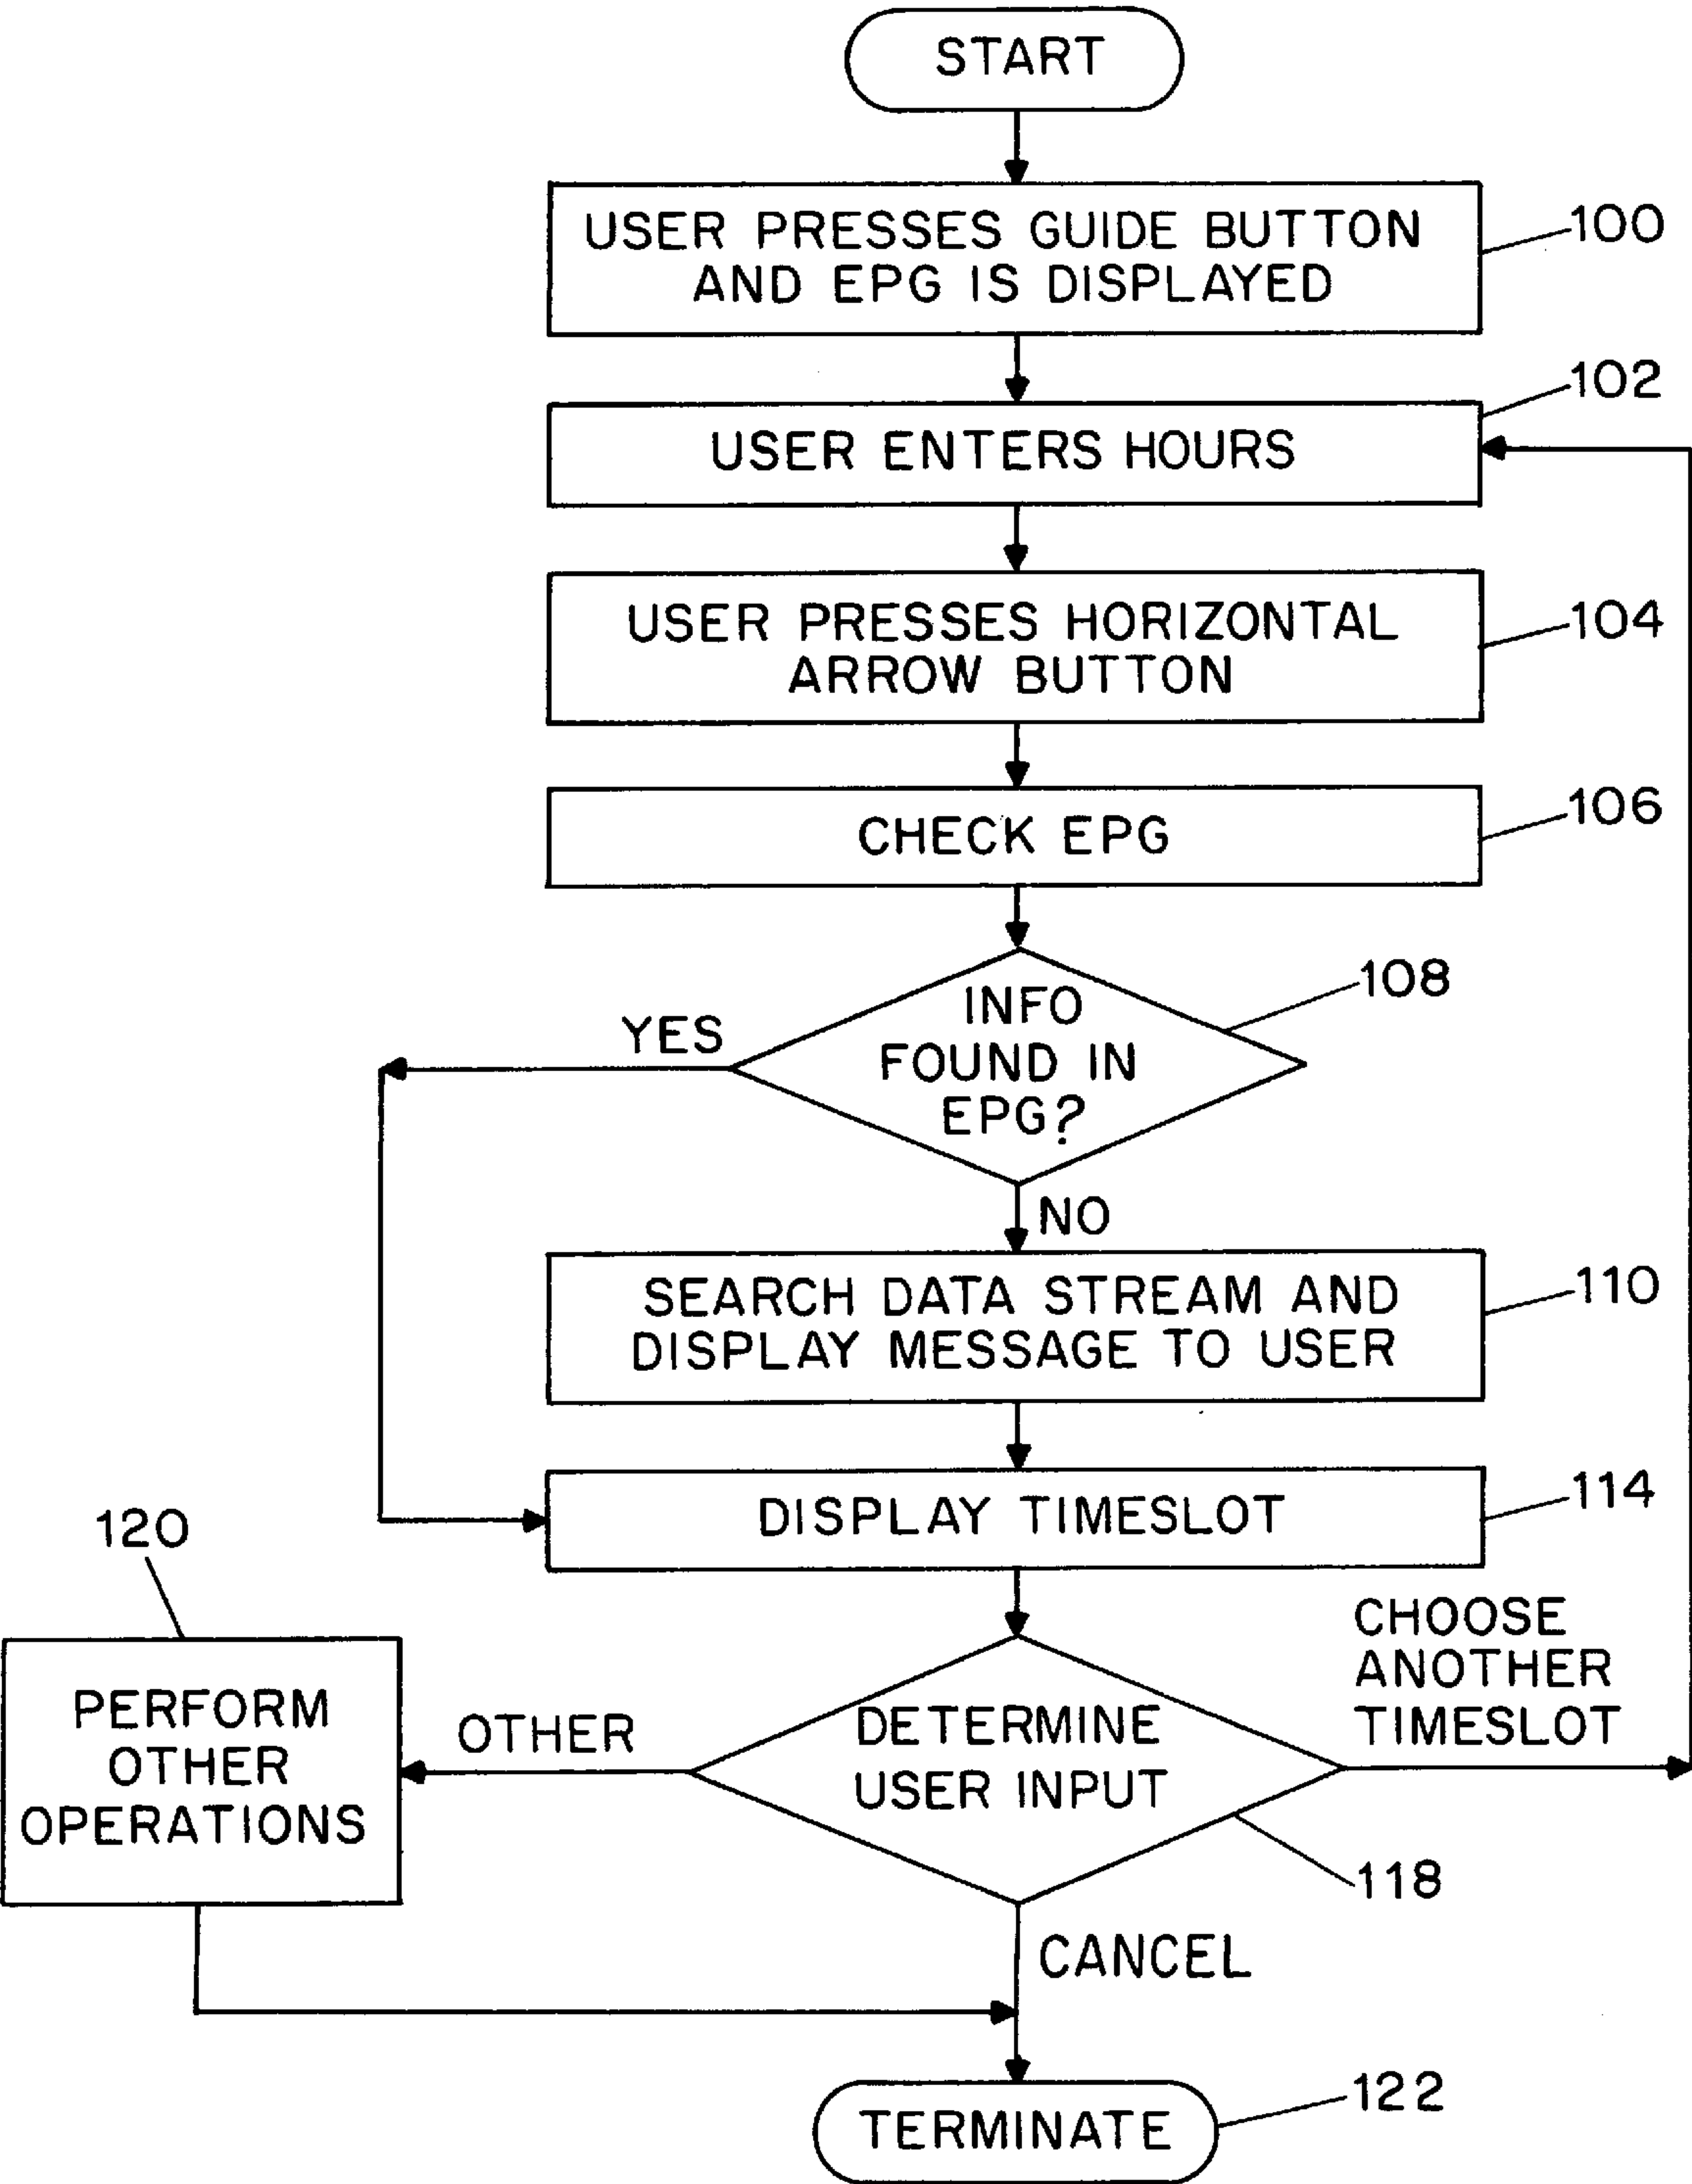 START
USER PRESSES GUIDE BUTTON
AND EPG IS DISPLAYED
100
102
USER ENTERS HOURS
USER PRESSES HORIZONTAL
ARROW BUTTON
104
CHECK EPG
106
108
INFO
FOUND IN
EPG?
YES
NO
SEARCH DATA STREAM AND
DISPLAY MESSAGE TO USER
110
DISPLAY TIMESLOT
114
120
PERFORM
OTHER
OPERATIONS
OTHER
DETERMINE
USER INPUT
CHOOSE
ANOTHER
TIMESLOT
118
CANCEL
TERMINATE
122